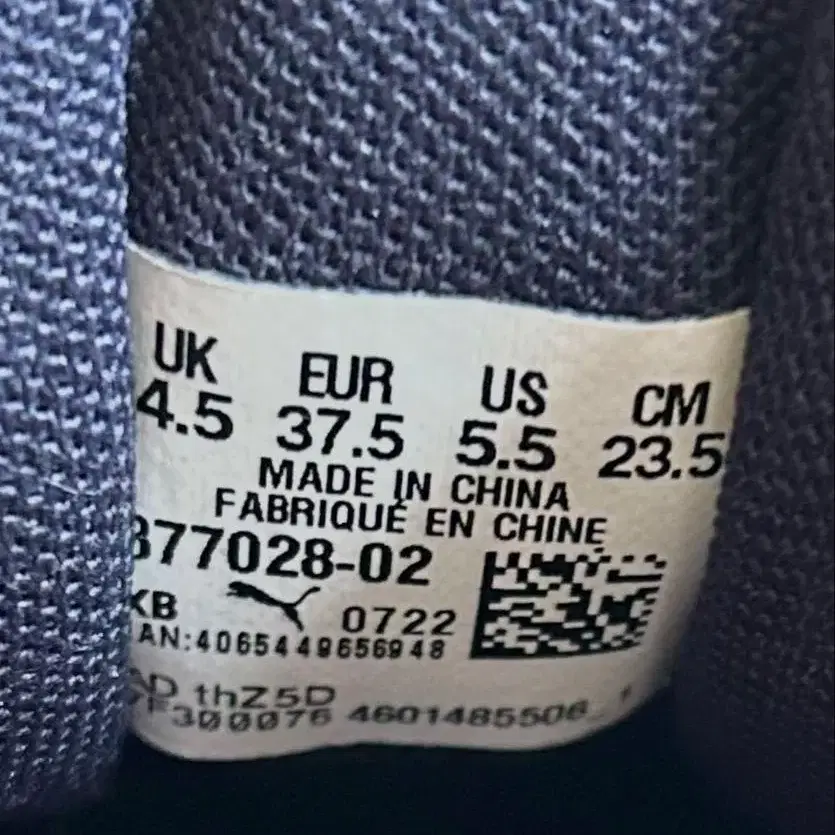 UK EUR US CM
4.5 37.5 5.5 23.5
MADE IN CHINA
FABRIQUÉ EN CHINE
377028-02
KB 0722
AN:4065449656948
thZ5D
F300076 4601485506